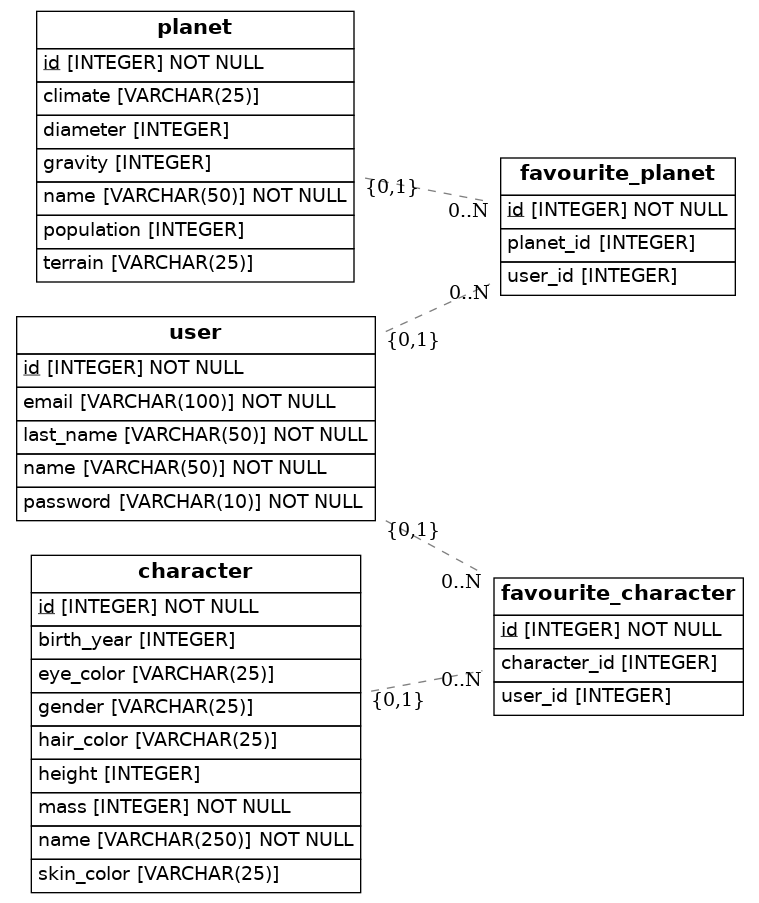 planet
id [INTEGER] NOT NULL
climate [VARCHAR(25)]
diameter [INTEGER]
gravity [INTEGER]
name [VARCHAR(50)] NOT NULL
population [INTEGER]
terrain [VARCHAR(25)]
{0,1}
0..N
favourite_planet
id [INTEGER] NOT NULL
planet_id [INTEGER]
user_id [INTEGER]
0..N
{0,1}
user
id [INTEGER] NOT NULL
email [VARCHAR(100)] NOT NULL
last_name [VARCHAR(50)] NOT NULL
name [VARCHAR(50)] NOT NULL
password [VARCHAR(10)] NOT NULL
{0,1}
0..N
character
id [INTEGER] NOT NULL
birth_year [INTEGER]
eye_color [VARCHAR(25)]
gender [VARCHAR(25)]
hair_color [VARCHAR(25)]
height [INTEGER]
mass [INTEGER] NOT NULL
name [VARCHAR(250)] NOT NULL
skin_color [VARCHAR(25)]
{0,1}
0..N
favourite_character
id [INTEGER] NOT NULL
character_id [INTEGER]
user_id [INTEGER]